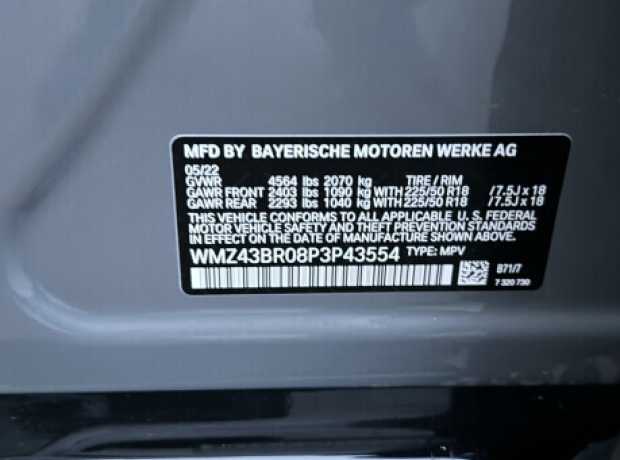 MFD BY BAYERISCHE MOTOREN WERKE AG
05/22
GVWR 4564 lbs 2070 kg TIRE / RIM
GAWR FRONT 2403 lbs 1090 kg WITH 225/50 R18 /7.5J x 18
GAWR REAR 2293 lbs 1040 kg WITH 225/50 R18 /7.5J x 18
THIS VEHICLE CONFORMS TO ALL APPLICABLE U. S. FEDERAL
MOTOR VEHICLE SAFETY AND THEFT PREVENTION STANDARDS
IN EFFECT ON THE DATE OF MANUFACTURE SHOWN ABOVE.
WMZ43BR08P3P43554 TYPE: MPV
B71/7
7 320 730